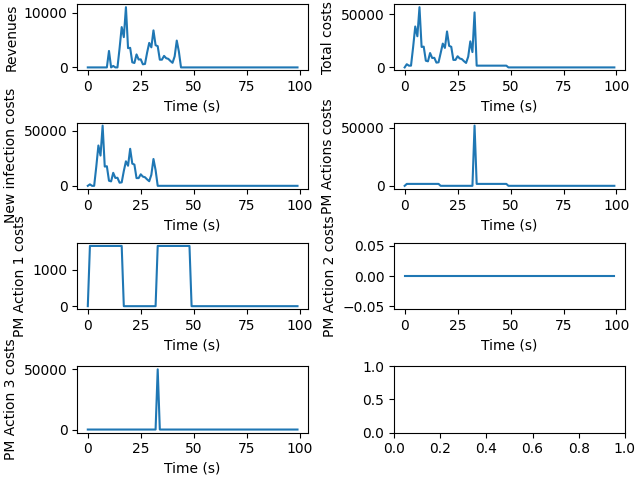 Revenues
10000
0
0 25 50 75 100
Time (s)
Total costs
50000
0
0 25 50 75 100
Time (s)
New infection costs
50000
0
0 25 50 75 100
Time (s)
PM Actions costs
50000
0
0 25 50 75 100
Time (s)
PM Action 1 costs
1000
0
0 25 50 75 100
Time (s)
PM Action 2 costs
0.05
0.00
−0.05
0 25 50 75 100
Time (s)
PM Action 3 costs
50000
0
0 25 50 75 100
Time (s)
1.0
0.5
0.0
0.0 0.2 0.4 0.6 0.8 1.0